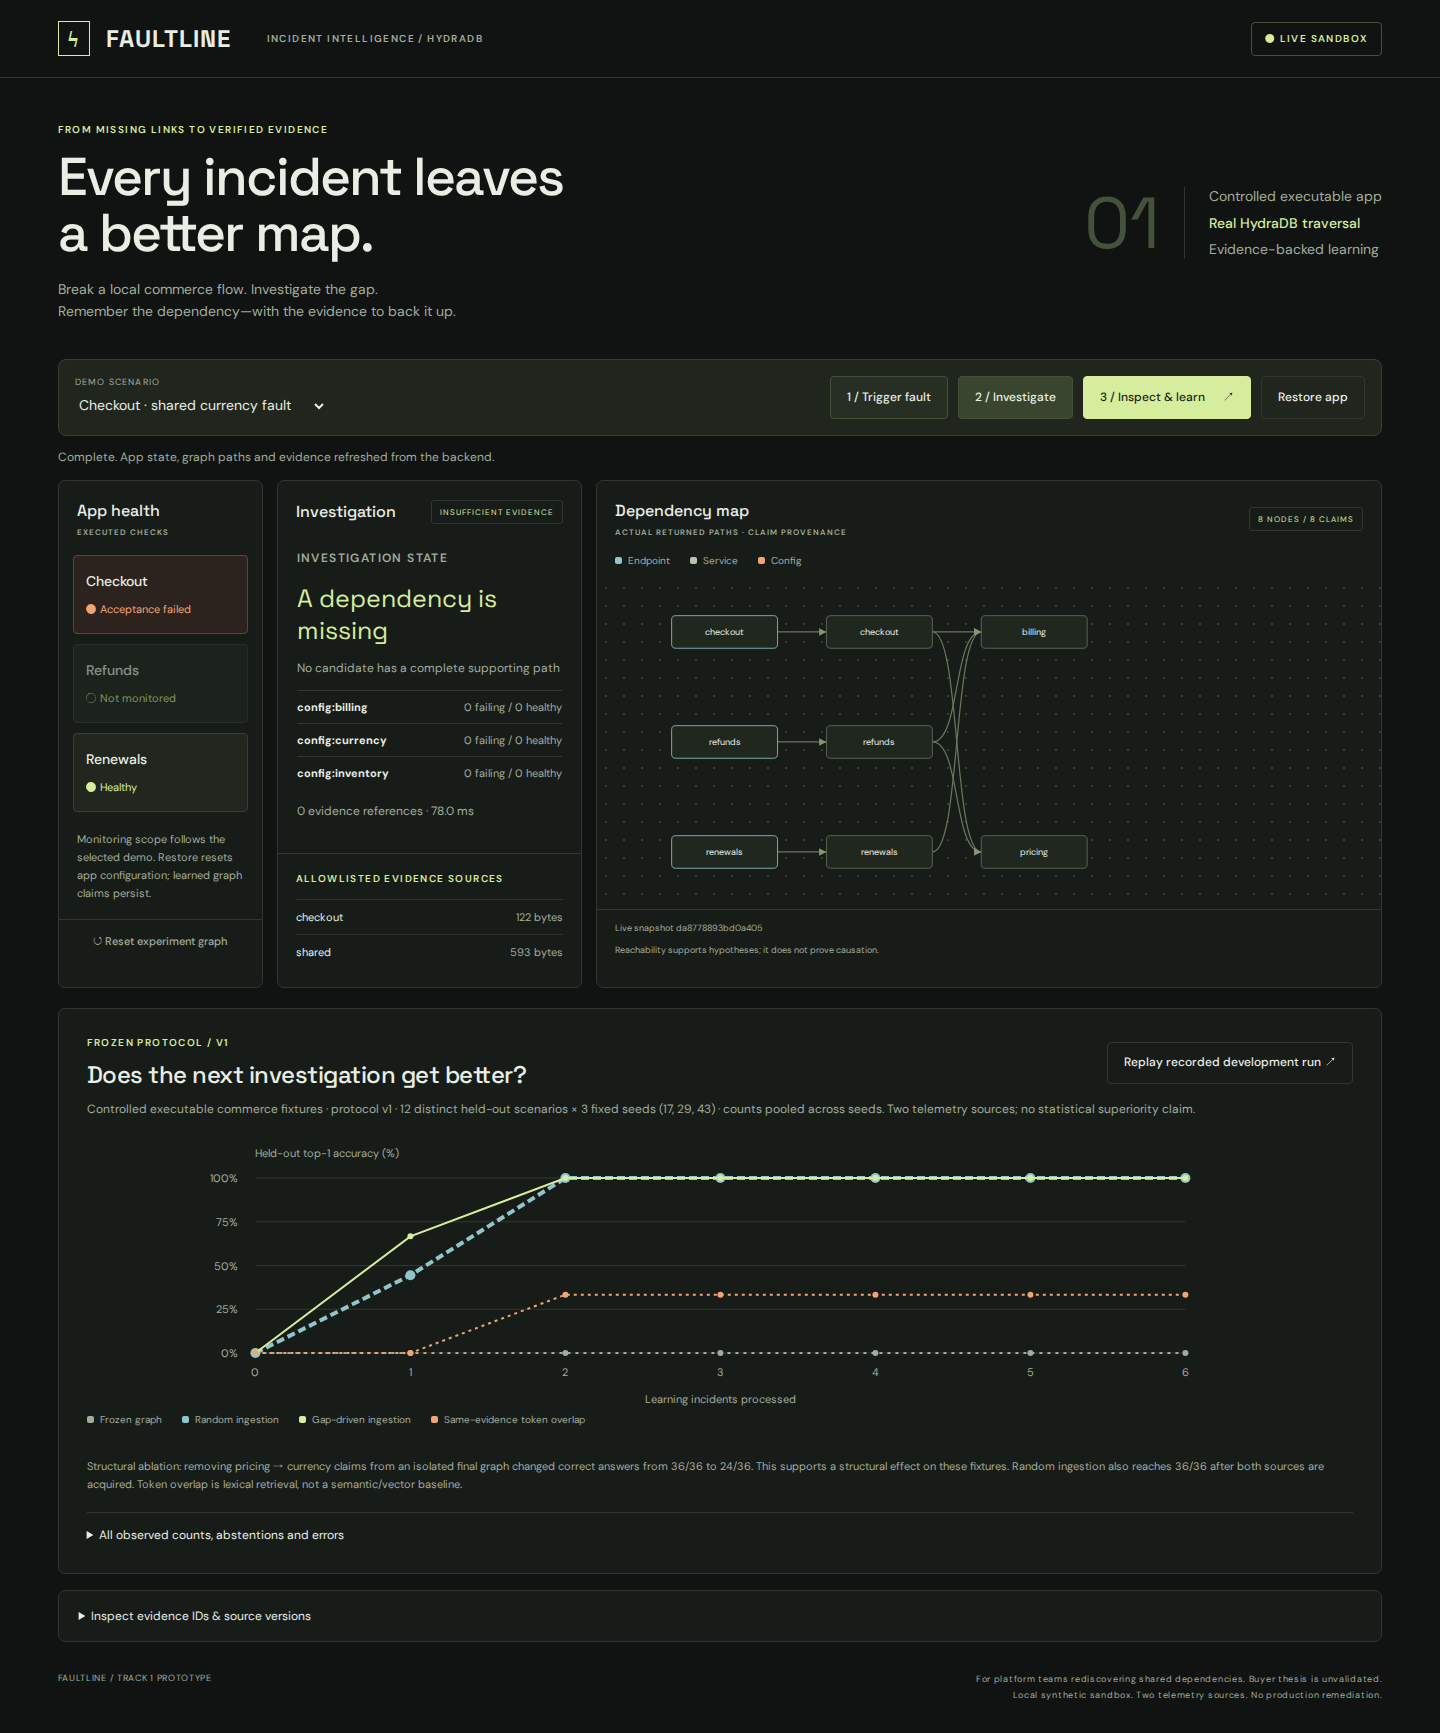 ϟ FAULTLINE INCIDENT INTELLIGENCE / HYDRADB
LIVE SANDBOX
FROM MISSING LINKS TO VERIFIED EVIDENCE
Every incident leaves
a better map.
Break a local commerce flow. Investigate the gap.
Remember the dependency—with the evidence to back it up.
01
Controlled executable app
Real HydraDB traversal
Evidence-backed learning
DEMO SCENARIO
Checkout · shared currency fault
1 / Trigger fault
2 / Investigate
3 / Inspect & learn ↗
Restore app
Complete. App state, graph paths and evidence refreshed from the backend.
App health
EXECUTED CHECKS
Checkout
Acceptance failed
Refunds
Not monitored
Renewals
Healthy
Monitoring scope follows the
selected demo. Restore resets
app configuration; learned graph
claims persist.
↺ Reset experiment graph
Investigation
INSUFFICIENT EVIDENCE
INVESTIGATION STATE
A dependency is
missing
No candidate has a complete supporting path
config:billing 0 failing / 0 healthy
config:currency 0 failing / 0 healthy
config:inventory 0 failing / 0 healthy
0 evidence references · 78.0 ms
ALLOWLISTED EVIDENCE SOURCES
checkout 122 bytes
shared 593 bytes
Dependency map
ACTUAL RETURNED PATHS · CLAIM PROVENANCE
8 NODES / 8 CLAIMS
Endpoint Service Config
checkout checkout billing
refunds refunds
renewals renewals pricing
Live snapshot da8778893bd0a405
Reachability supports hypotheses; it does not prove causation.
FROZEN PROTOCOL / V1
Does the next investigation get better?
Replay recorded development run ↗
Controlled executable commerce fixtures · protocol v1 · 12 distinct held-out scenarios × 3 fixed seeds (17, 29, 43) · counts pooled across seeds. Two telemetry sources; no statistical superiority claim.
Held-out top-1 accuracy (%)
100%
75%
50%
25%
0%
0 1 2 3 4 5 6
Learning incidents processed
Frozen graph Random ingestion Gap-driven ingestion Same-evidence token overlap
Structural ablation: removing pricing → currency claims from an isolated final graph changed correct answers from 36/36 to 24/36. This supports a structural effect on these fixtures. Random ingestion also reaches 36/36 after both sources are
acquired. Token overlap is lexical retrieval, not a semantic/vector baseline.
▶ All observed counts, abstentions and errors
▶ Inspect evidence IDs & source versions
FAULTLINE / TRACK 1 PROTOTYPE
For platform teams rediscovering shared dependencies. Buyer thesis is unvalidated.
Local synthetic sandbox. Two telemetry sources. No production remediation.